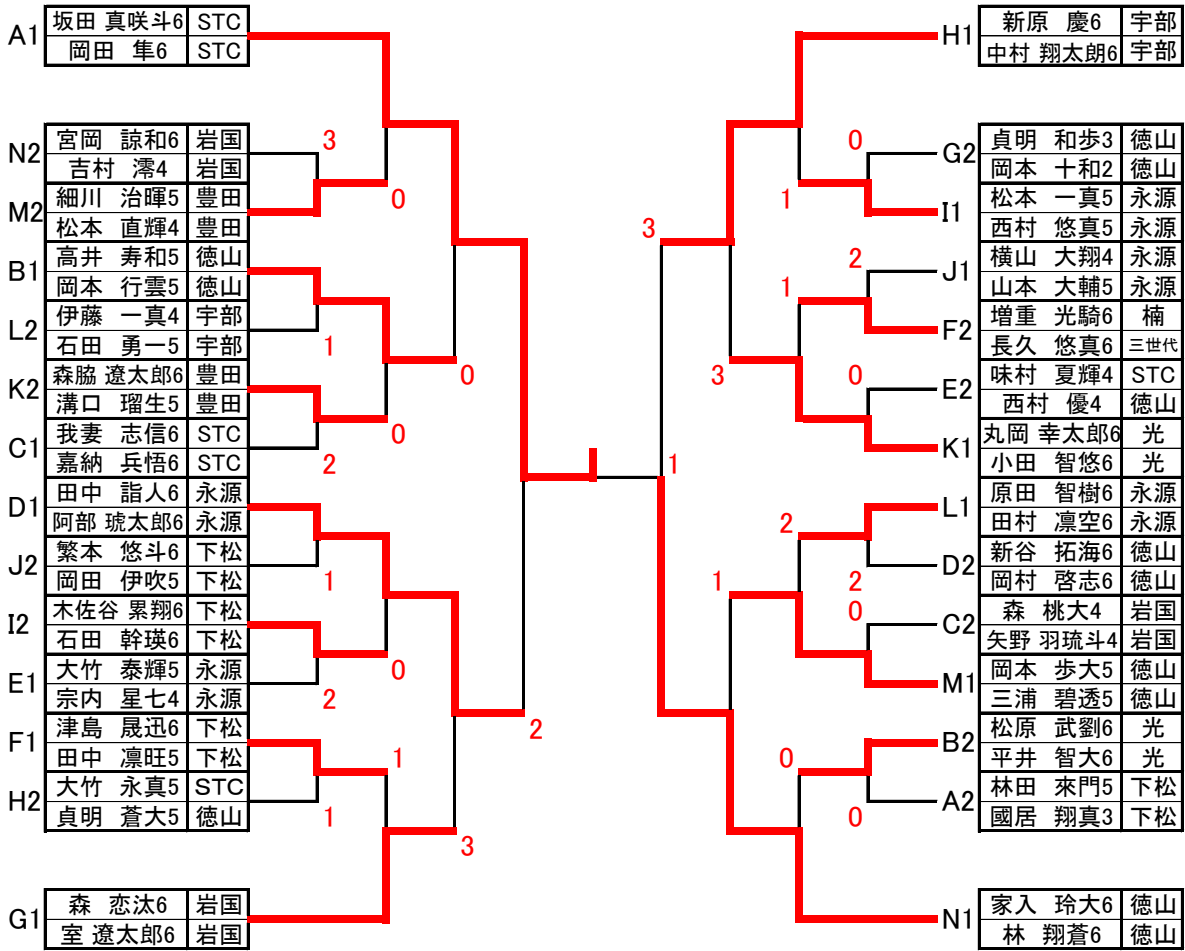 A1
坂田 真咲斗6 STC
岡田 隼6 STC
N2
宮岡 諒和6 岩国
吉村 澪4 岩国
3
M2
細川 治暉5 豊田
松本 直輝4 豊田
0
B1
高井 寿和5 徳山
岡本 行雲5 徳山
L2
伊藤 一真4 宇部
石田 勇一5 宇部
1
0
K2
森脇 遼太郎6 豊田
溝口 瑠生5 豊田
0
C1
我妻 志信6 STC
嘉納 兵悟6 STC
2
D1
田中 詣人6 永源
阿部 琥太郎6 永源
J2
繁本 悠斗6 下松
岡田 伊吹5 下松
1
I2
木佐谷 累翔6 下松
石田 幹瑛6 下松
0
E1
大竹 泰輝5 永源
宗内 星七4 永源
2
2
F1
津島 晟迅6 下松
田中 凛旺5 下松
1
H2
大竹 永真5 STC
貞明 蒼大5 徳山
1
3
G1
森 恋汰6 岩国
室 遼太郎6 岩国
H1
新原 慶6 宇部
中村 翔太朗6 宇部
0
G2
貞明 和歩3 徳山
岡本 十和2 徳山
1
I1
松本 一真5 永源
西村 悠真5 永源
3
2
J1
横山 大翔4 永源
山本 大輔5 永源
1
F2
増重 光騎6 楠
長久 悠真6 三世代
3
0
E2
味村 夏輝4 STC
西村 優4 徳山
K1
丸岡 幸太郎6 光
小田 智悠6 光
1
L1
原田 智樹6 永源
田村 凛空6 永源
2
D2
新谷 拓海6 徳山
岡村 啓志6 徳山
1
2
0
C2
森 桃大4 岩国
矢野 羽琉斗4 岩国
M1
岡本 歩大5 徳山
三浦 碧透5 徳山
B2
松原 武劉6 光
平井 智大6 光
0
A2
林田 來門5 下松
國居 翔真3 下松
0
N1
家入 玲大6 徳山
林 翔蒼6 徳山